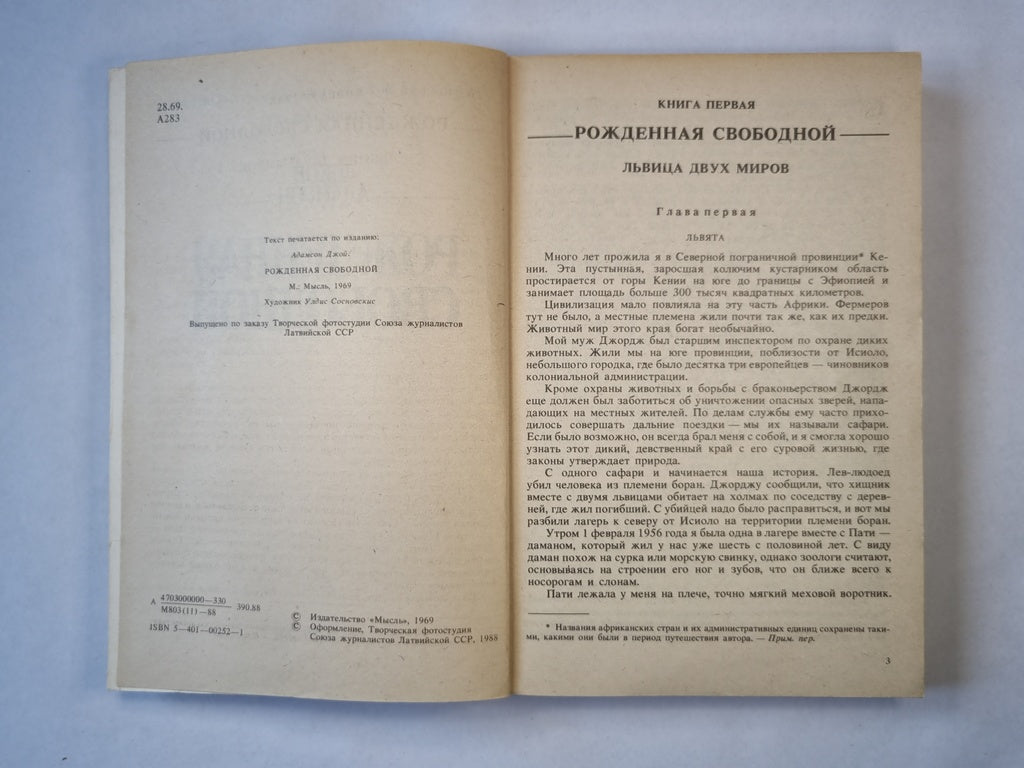 28.69.
А283
Текст печатается по изданию:
Адамсон Джой.
РОЖДЕННАЯ СВОБОДНОЙ
М.: Мысль, 1969
Художник Улдис Сосновскис
Выпущено по заказу Творческой фотостудии Союза журналистов
Латвийской ССР
А 4703000000—330
М803(11)—88 390.88
ISBN 5—401—00252—1
© Издательство «Мысль», 1969
© Оформление, Творческая фотостудия
Союза журналистов Латвийской ССР, 1988
КНИГА ПЕРВАЯ
РОЖДЕННАЯ СВОБОДНОЙ
ЛЬВИЦА ДВУХ МИРОВ
Глава первая
ЛЬВЯТА
Много лет прожила я в Северной пограничной провинции* Ке-
нии. Эта пустынная, заросшая колючим кустарником область
простирается от горы Кении на юге до границы с Эфиопией и
занимает площадь больше 300 тысяч квадратных километров.
Цивилизация мало повлияла на эту часть Африки. Фермеров
тут не было, а местные племена жили почти так же, как их предки.
Животный мир этого края богат необычайно.
Мой муж Джордж был старшим инспектором по охране диких
животных. Жили мы на юге провинции, поблизости от Исиоло,
небольшого городка, где было десятка три европейцев — чиновников
колониальной администрации.
Кроме охраны животных и борьбы с браконьерством Джордж
еще должен был заботиться об уничтожении опасных зверей, напа-
дающих на местных жителей. По делам службы ему часто прихо-
дилось совершать дальние поездки — мы их называли сафари.
Если было возможно, он всегда брал меня с собой, и я смогла хорошо
узнать этот дикий, девственный край с его суровой жизнью, где
законы утверждает природа.
С одного сафари и начинается наша история. Лев-людоед
убил человека из племени боран. Джорджу сообщили, что хищник
вместе с двумя львицами обитает на холмах по соседству с дерев-
ней, где жил погибший. С убийцей надо было расправиться, и вот мы
разбили лагерь к северу от Исиоло на территории племени боран.
Утром 1 февраля 1956 года я была одна в лагере вместе с Пати —
даманом, который жил у нас уже шесть с половиной лет. С виду
даман похож на сурка или морскую свинку, однако зоологи считают,
основываясь на строении его ног и зубов, что он ближе всего к
носорогам и слонам.
Пати лежала у меня на плече, точно мягкий меховой воротник.
* Названия африканских стран и их административных единиц сохранены таки-
ми, какими они были в период путешествия автора. — Прим. пер.
3